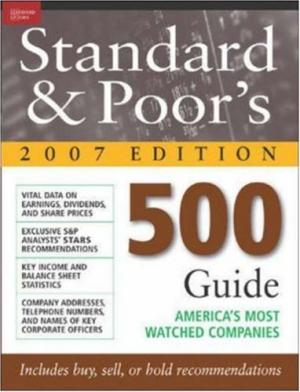 STANDARD
& POOR'S
Standard
& Poor's
2007 EDITION
VITAL DATA ON
EARNINGS, DIVIDENDS,
AND SHARE PRICES
EXCLUSIVE S&P
ANALYSTS' STARS
RECOMMENDATIONS
KEY INCOME AND
BALANCE SHEET
STATISTICS
COMPANY ADDRESSES,
TELEPHONE NUMBERS,
AND NAMES OF KEY
CORPORATE OFFICERS
500
Guide
AMERICA'S MOST
WATCHED COMPANIES
Includes buy, sell, or hold recommendations